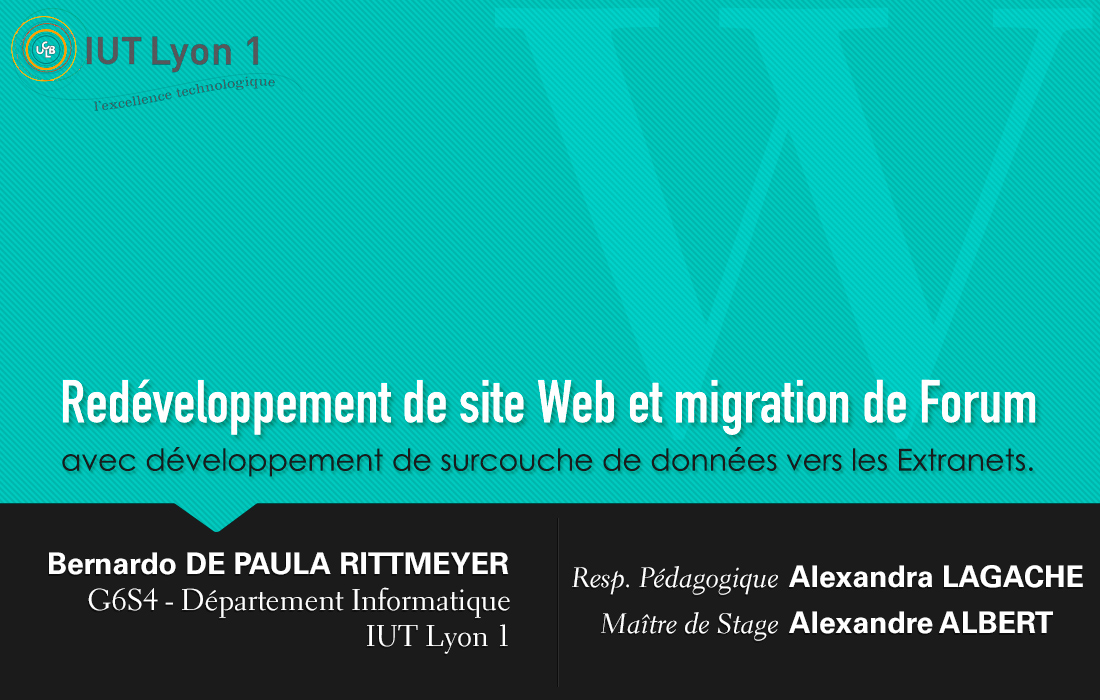 UCLB
IUT Lyon 1
l'excellence technologique
W
Redéveloppement de site Web et migration de Forum
avec développement de surcouche de données vers les Extranets.
Bernardo DE PAULA RITTMEYER
G6S4 - Département Informatique
IUT Lyon 1
Resp. Pédagogique Alexandra LAGACHE
Maître de Stage Alexandre ALBERT